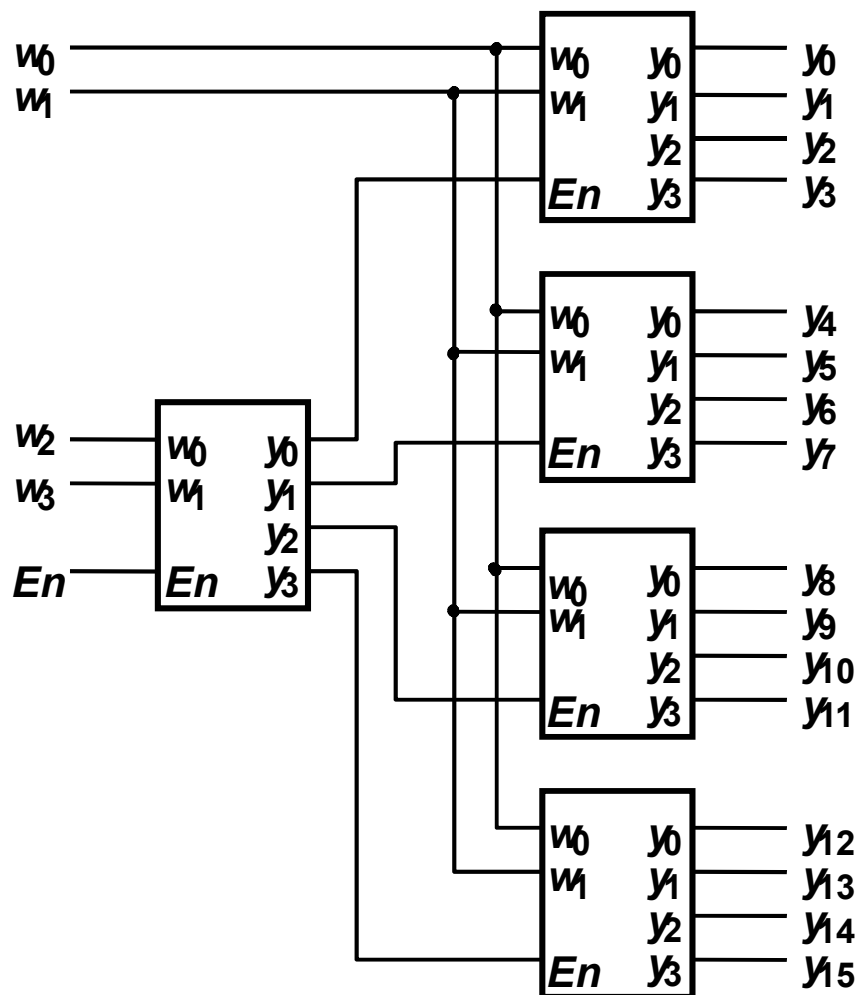 w0 w0 y0 y0
w1 w1 y1 y1
y2 y2
En y3 y3
w0 y0 y4
w1 y1 y5
y2 y6
w2 w0 y0 En y3 y7
w3 w1 y1
y2
En En y3 w0 y0 y8
w1 y1 y9
y2 y10
En y3 y11
w0 y0 y12
w1 y1 y13
y2 y14
En y3 y15